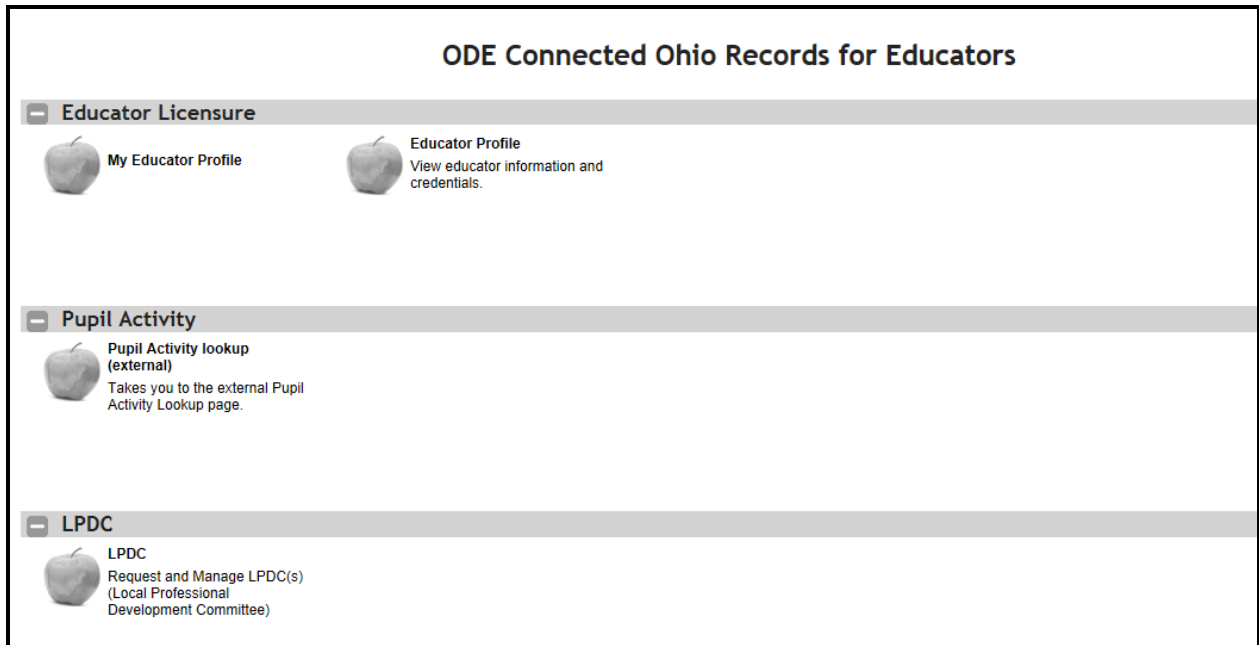 ODE Connected Ohio Records for Educators
Educator Licensure
My Educator Profile
Educator Profile
View educator information and
credentials.
Pupil Activity
Pupil Activity lookup
(external)
Takes you to the external Pupil
Activity Lookup page.
LPDC
LPDC
Request and Manage LPDC(s)
(Local Professional
Development Committee)